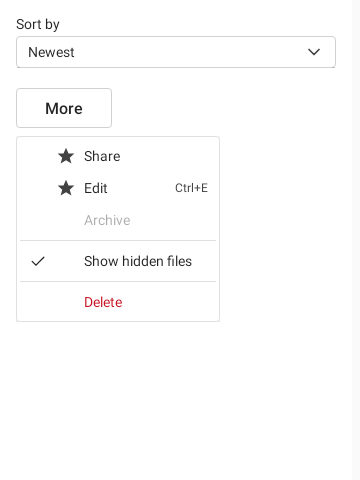 Sort by
Newest
More
Share
Edit Ctrl+E
Archive
Show hidden files
Delete